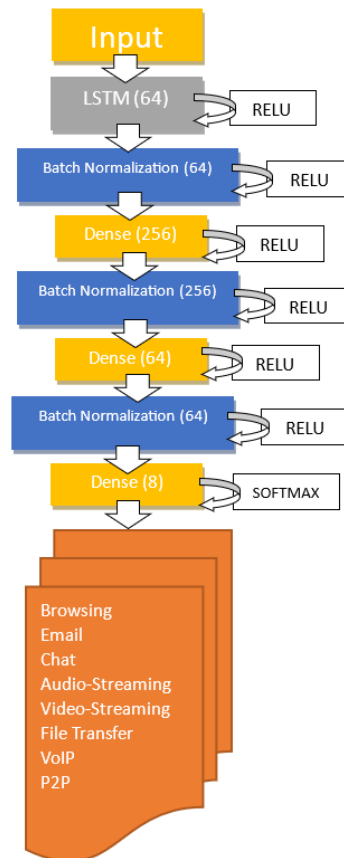 Input
LSTM (64)
RELU
Batch Normalization (64)
RELU
Dense (256)
RELU
Batch Normalization (256)
RELU
Dense (64)
RELU
Batch Normalization (64)
RELU
Dense (8)
SOFTMAX
Browsing
Email
Chat
Audio-Streaming
Video-Streaming
File Transfer
VoIP
P2P